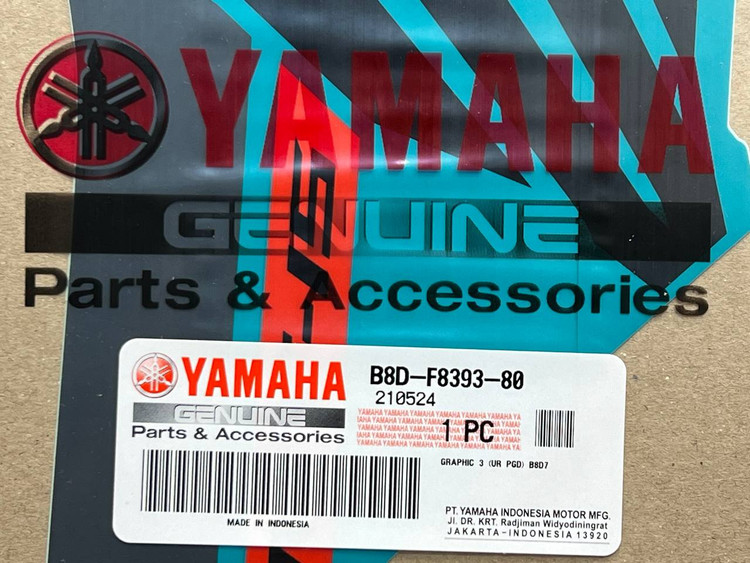 YAMAHA
GENUINE
Parts & Accessories
YAMAHA
GENUINE
Parts & Accessories
B8D-F8393-80
210524
1 PC
GRAPHIC 3 (UR PGD) B8D7
MADE IN INDONESIA
PT. YAMAHA INDONESIA MOTOR MFG.
Jl. DR. KRT. Radjiman Widyodiningrat
JAKARTA-INDONESIA 13920